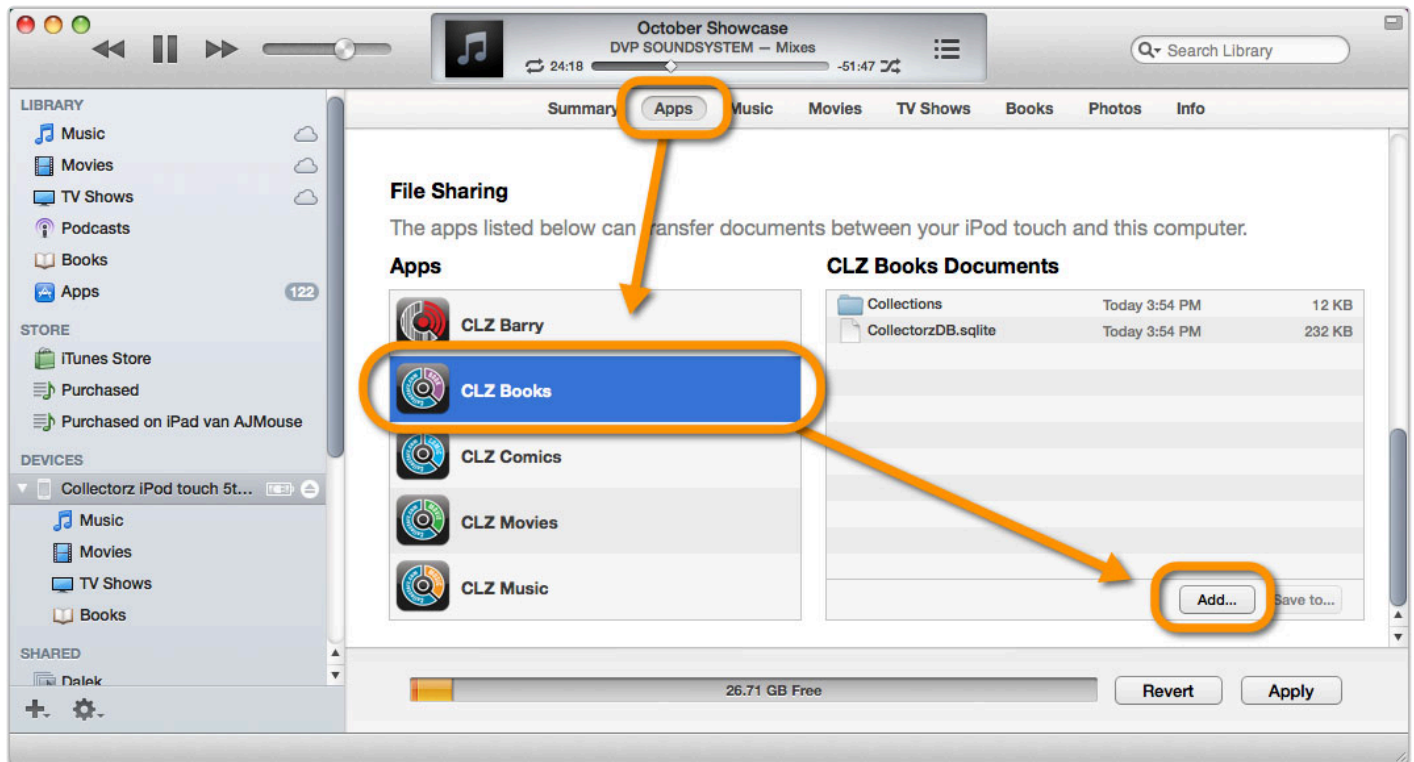 October Showcase
DVP SOUNDSYSTEM — Mixes
24:18 -51:47
Search Library
LIBRARY
Music
Movies
TV Shows
Podcasts
Books
Apps 122
STORE
iTunes Store
Purchased
Purchased on iPad van AJMouse
DEVICES
Collectorz iPod touch 5t...
Music
Movies
TV Shows
Books
SHARED
Dalek
Summary Apps Music Movies TV Shows Books Photos Info
File Sharing
The apps listed below can transfer documents between your iPod touch and this computer.
Apps
CLZ Barry
CLZ Books
CLZ Comics
CLZ Movies
CLZ Music
CLZ Books Documents
Collections Today 3:54 PM 12 KB
CollectorzDB.sqlite Today 3:54 PM 232 KB
Add... Save to...
26.71 GB Free
Revert Apply